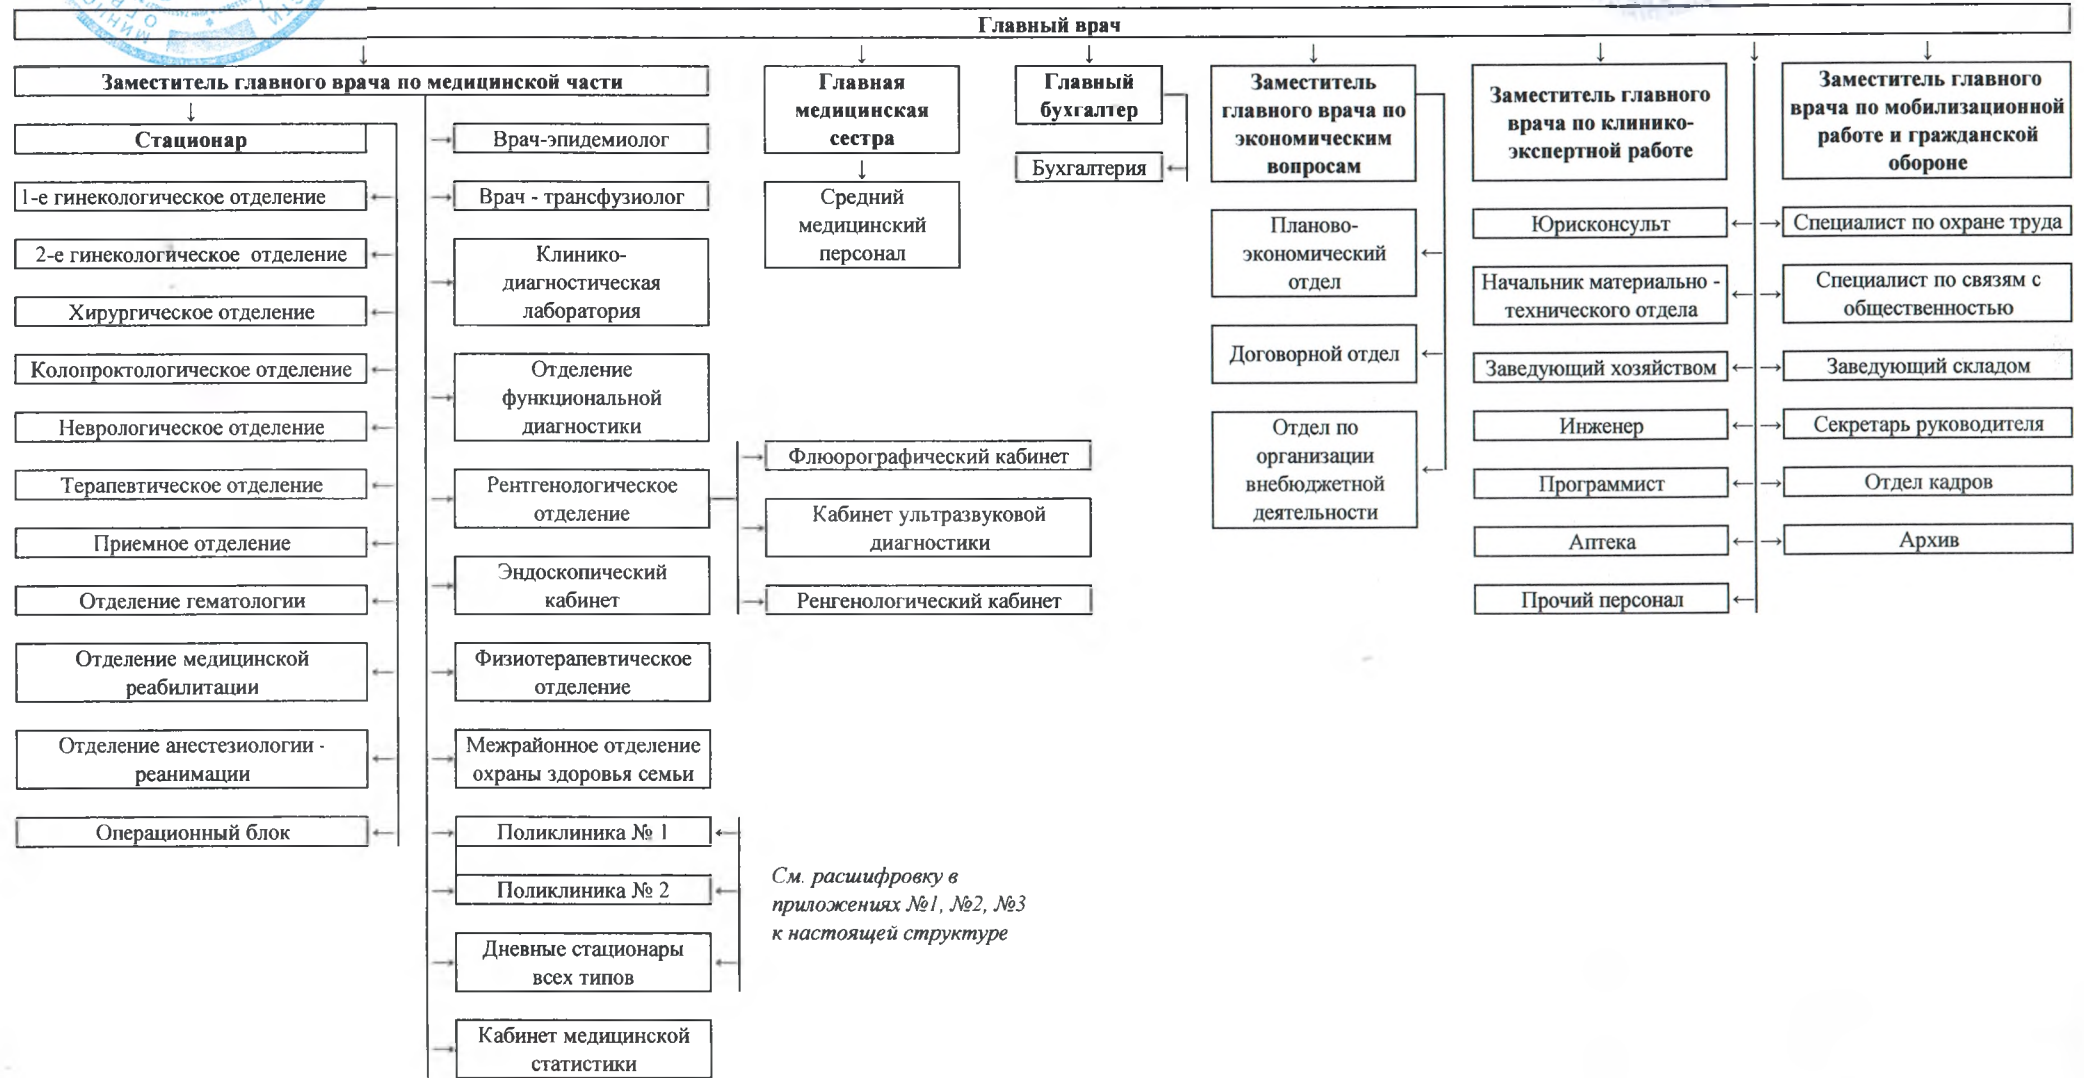 Главный врач
Заместитель главного врача по медицинской части
Стационар
1-е гинекологическое отделение
2-е гинекологическое отделение
Хирургическое отделение
Колопроктологическое отделение
Неврологическое отделение
Терапевтическое отделение
Приемное отделение
Отделение гематологии
Отделение медицинской
реабилитации
Отделение анестезиологии -
реанимации
Операционный блок
Врач-эпидемиолог
Врач - трансфузиолог
Клинико-
диагностическая
лаборатория
Отделение
функциональной
диагностики
Рентгенологическое
отделение
Эндоскопический
кабинет
Физиотерапевтическое
отделение
Межрайонное отделение
охраны здоровья семьи
Поликлиника № 1
Поликлиника № 2
Дневные стационары
всех типов
Кабинет медицинской
статистики
Флюорографический кабинет
Кабинет ультразвуковой
диагностики
Ренгенологический кабинет
См. расшифровку в
приложениях №1, №2, №3
к настоящей структуре
Главная
медицинская
сестра
Средний
медицинский
персонал
Главный
бухгалтер
Бухгалтерия
Заместитель
главного врача по
экономическим
вопросам
Планово-
экономический
отдел
Договорной отдел
Отдел по
организации
внебюджетной
деятельности
Заместитель главного
врача по клинико-
экспертной работе
Юрисконсульт
Начальник материально -
технического отдела
Заведующий хозяйством
Инженер
Программист
Аптека
Прочий персонал
Заместитель главного
врача по мобилизационной
работе и гражданской
обороне
Специалист по охране труда
Специалист по связям с
общественностью
Заведующий складом
Секретарь руководителя
Отдел кадров
Архив